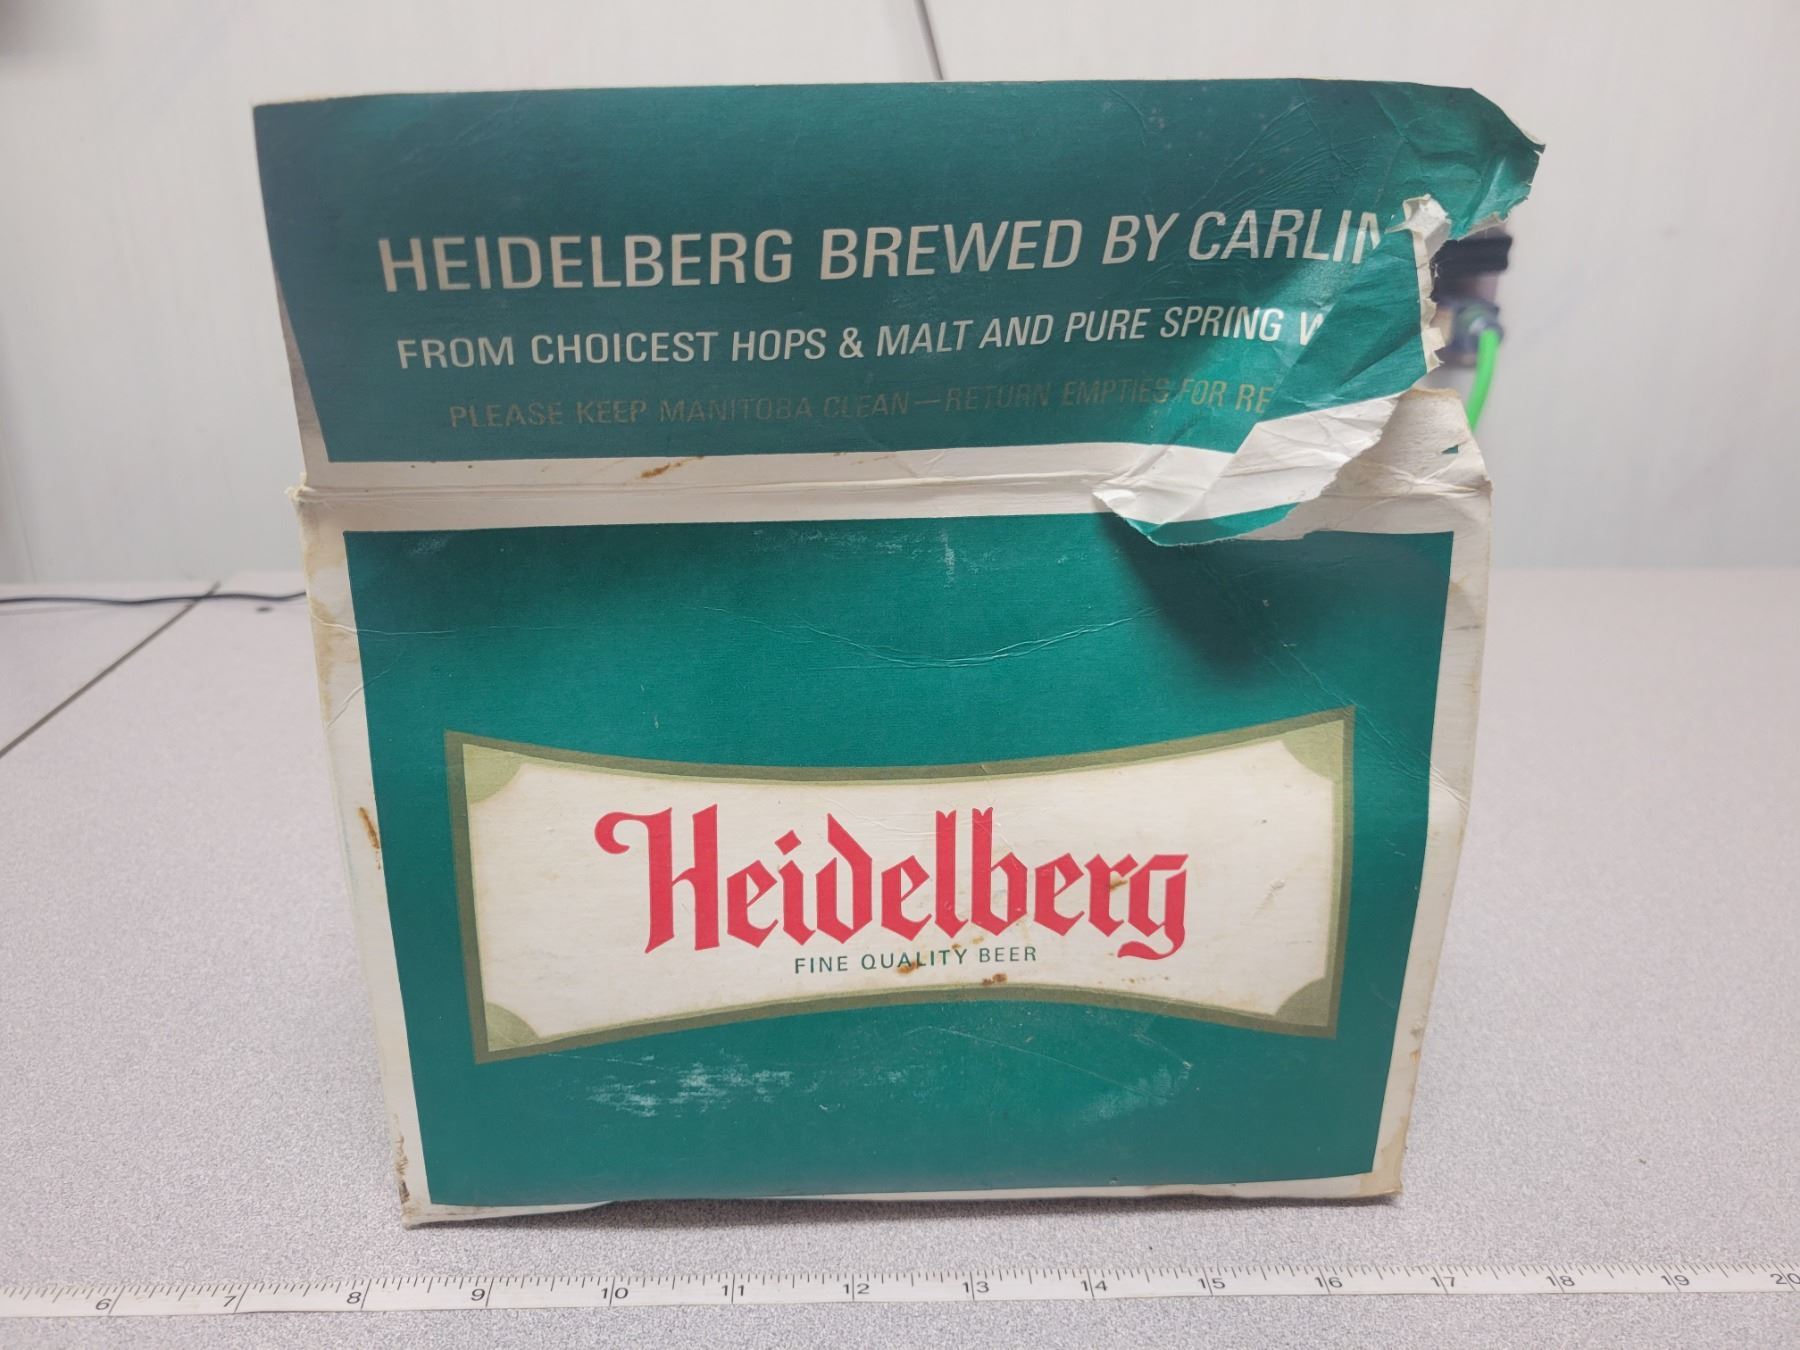 HEIDELBERG BREWED BY CARLIN
FROM CHOICEST HOPS & MALT AND PURE SPRING W
PLEASE KEEP MANITOBA CLEAN—RETURN EMPTIES FOR RE
Heidelberg
FINE QUALITY BEER
6 7 8 9 10 11 12 13 14 15 16 17 18 19 20